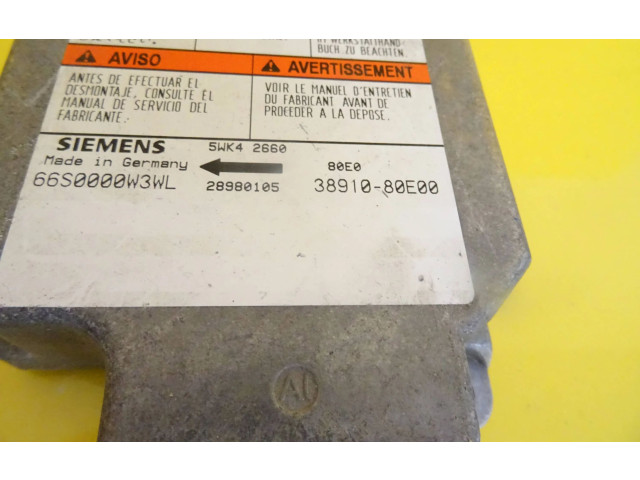 WERKSTATTHAND-
BUCH ZU BEACHTEN.
AVISO
ANTES DE EFECTUAR EL
DESMONTAJE, CONSULTE EL
MANUAL DE SERVICIO DEL
FABRICANTE.
AVERTISSEMENT
VOIR LE MANUEL D'ENTRETIEN
DU FABRICANT AVANT DE
PROCEDER A LA DEPOSE.
SIEMENS 5WK4 2660
Made in Germany 80E0
66S0000W3WL 28980105 38910-80E00